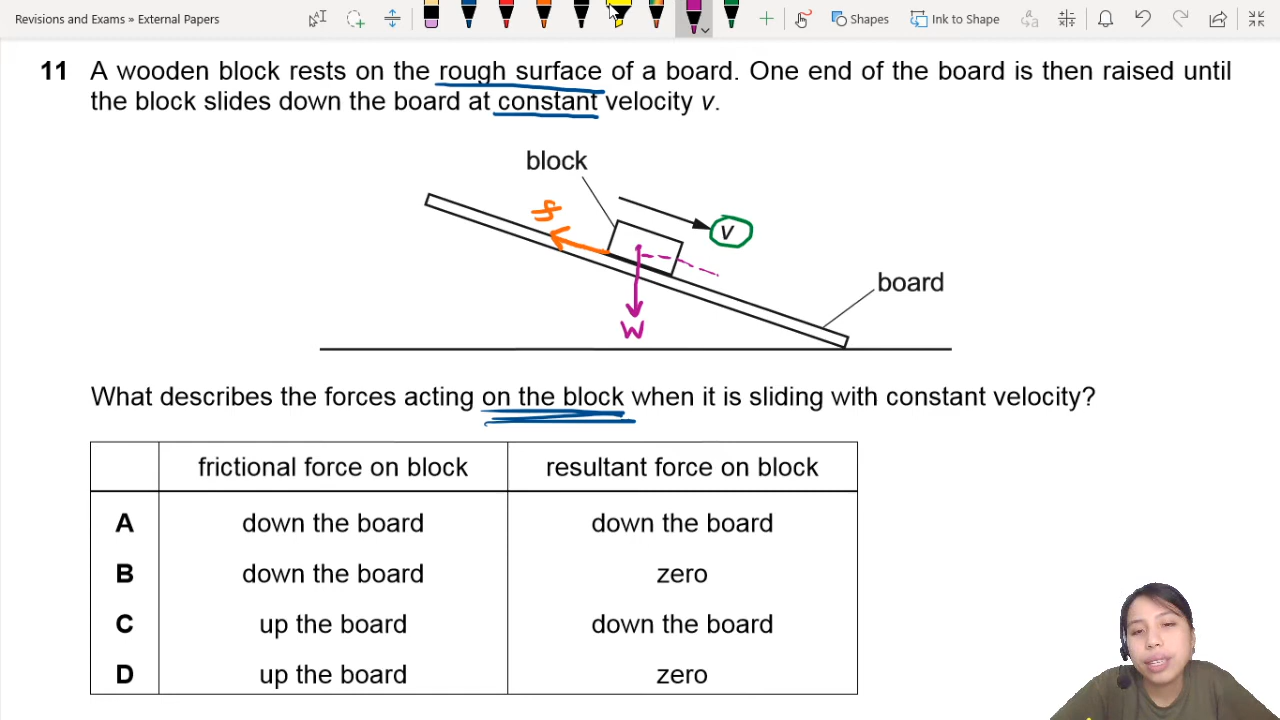 Revisions and Exams » External Papers
Shapes
Ink to Shape
11 A wooden block rests on the rough surface of a board. One end of the board is then raised until
the block slides down the board at constant velocity v.
block
v
board
W
What describes the forces acting on the block when it is sliding with constant velocity?
frictional force on block resultant force on block
A down the board down the board
B down the board zero
C up the board down the board
D up the board zero